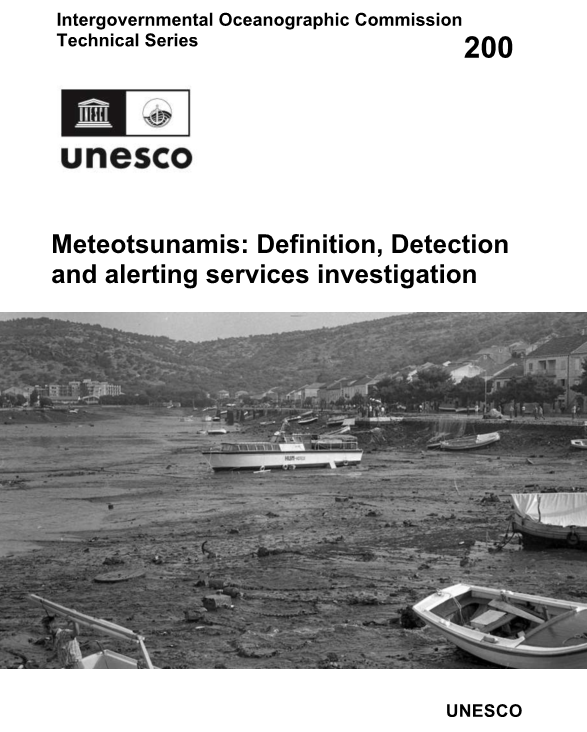 Intergovernmental Oceanographic Commission
Technical Series
200
unesco
Meteotsunamis: Definition, Detection
and alerting services investigation
UNESCO